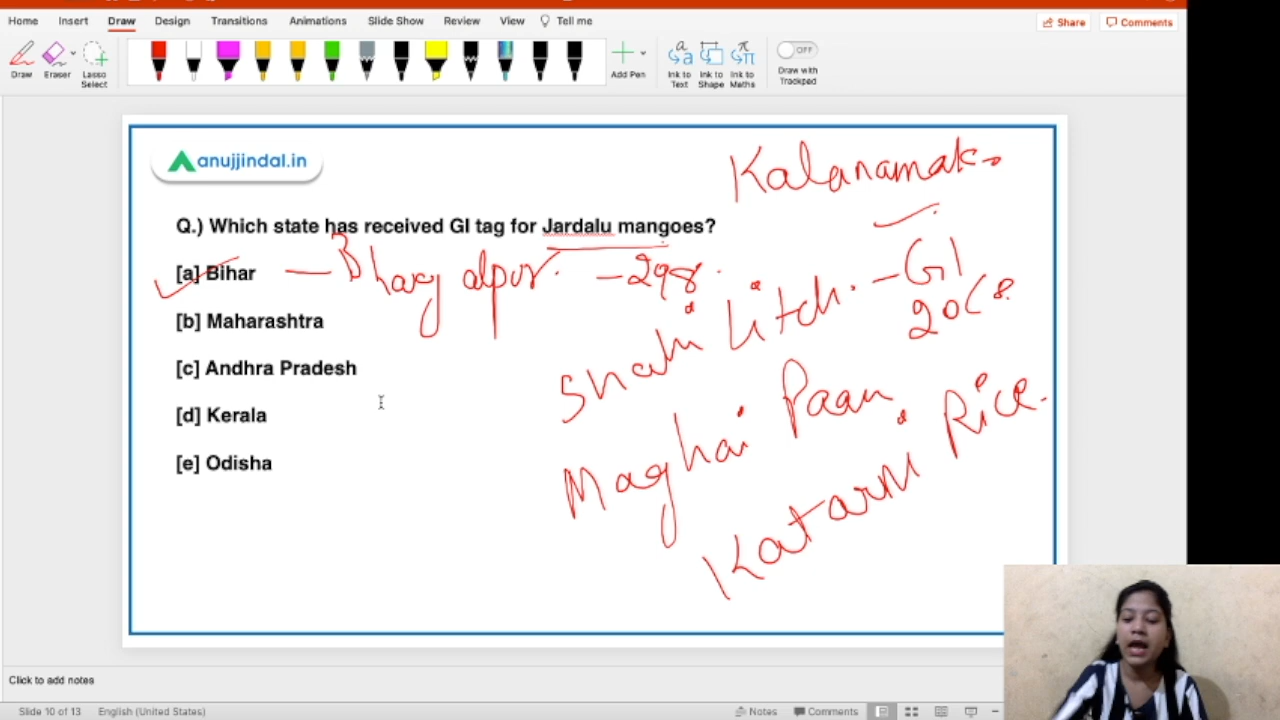 Home Insert Draw Design Transitions Animations Slide Show Review View Tell me Share Comments
Draw Eraser Lasso Select Add Pen Ink to Text Ink to Shape Ink to Maths OFF Draw with Trackpad
anujjindal.in
Kalanamak
Q.) Which state has received GI tag for Jardalu mangoes?
[a] Bihar — Bhagalpur - 298
Shahi Litchi - GI
2018
[b] Maharashtra
[c] Andhra Pradesh
Maghai Paan
[d] Kerala
Katarni Rice
[e] Odisha
Click to add notes
Slide 10 of 13 English (United States) Notes Comments